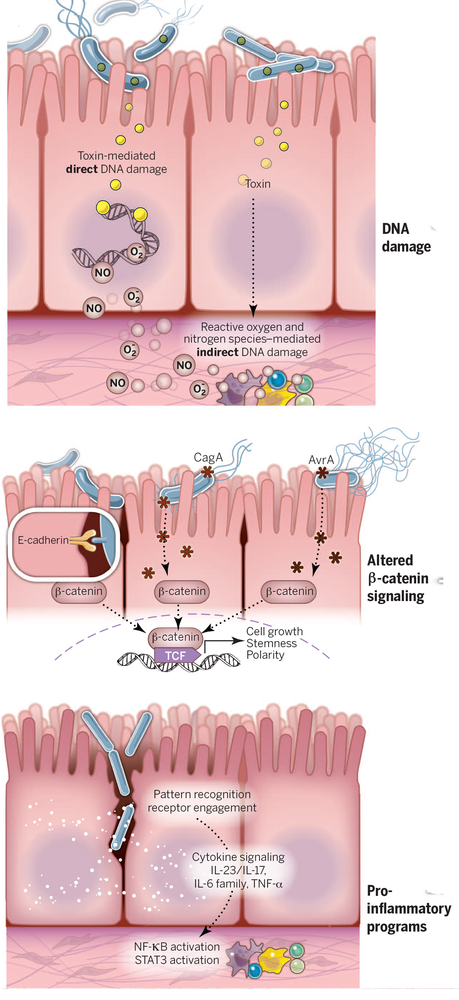 Toxin-mediated
direct DNA damage
Toxin
O₂⁻
NO
O₂⁻
NO
DNA
damage
Reactive oxygen and
nitrogen species–mediated
indirect DNA damage
O₂⁻
NO
NO
O₂⁻
CagA
AvrA
E-cadherin
Altered
β-catenin
signaling
β-catenin
β-catenin
β-catenin
β-catenin
TCF
Cell growth
Stemness
Polarity
Pattern recognition
receptor engagement
Cytokine signaling
IL-23/IL-17,
IL-6 family, TNF-α
Pro-
inflammatory
programs
NF-κB activation
STAT3 activation